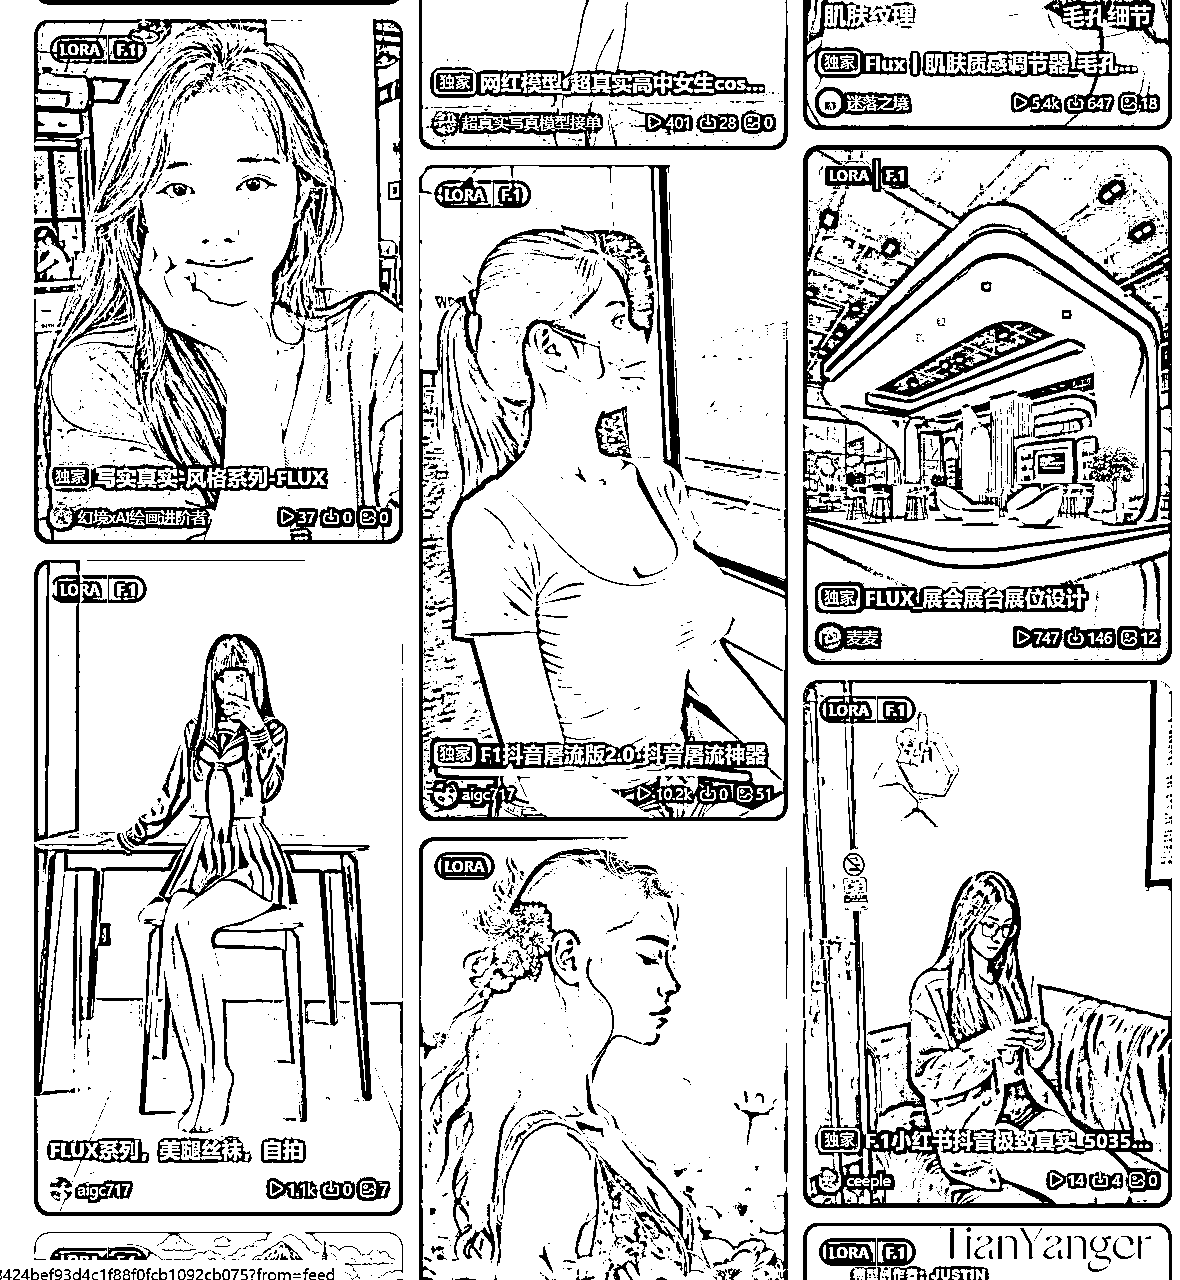 LORA F.1
独家 写实真实-风格系列-FLUX
幻境xAI绘画进阶者
37 0 0
LORA F.1
FLUX系列，美腿丝袜，自拍
aigc717
1.1k 0 7
LORA F.1
3424bef93d4c1f88f0fcb1092cb075?from=feed
独家 网红模型,超真实高中女生cos...
超真实写真模型接单
401 28 0
LORA F.1
独家 F.1抖音屠流版2.0:抖音屠流神器
aigc717
10.2k 0 51
LORA
肌肤纹理
毛孔细节
独家 Flux | 肌肤质感调节器_毛孔...
迷落之境
5.4k 647 18
LORA F.1
独家 FLUX_展会展台展位设计
麦麦
747 146 12
LORA F.1
独家 F.1小红书抖音极致真实_5035...
ceeple
14 4 0
LORA F.1
TianYanger
模型制作者：JUSTIN